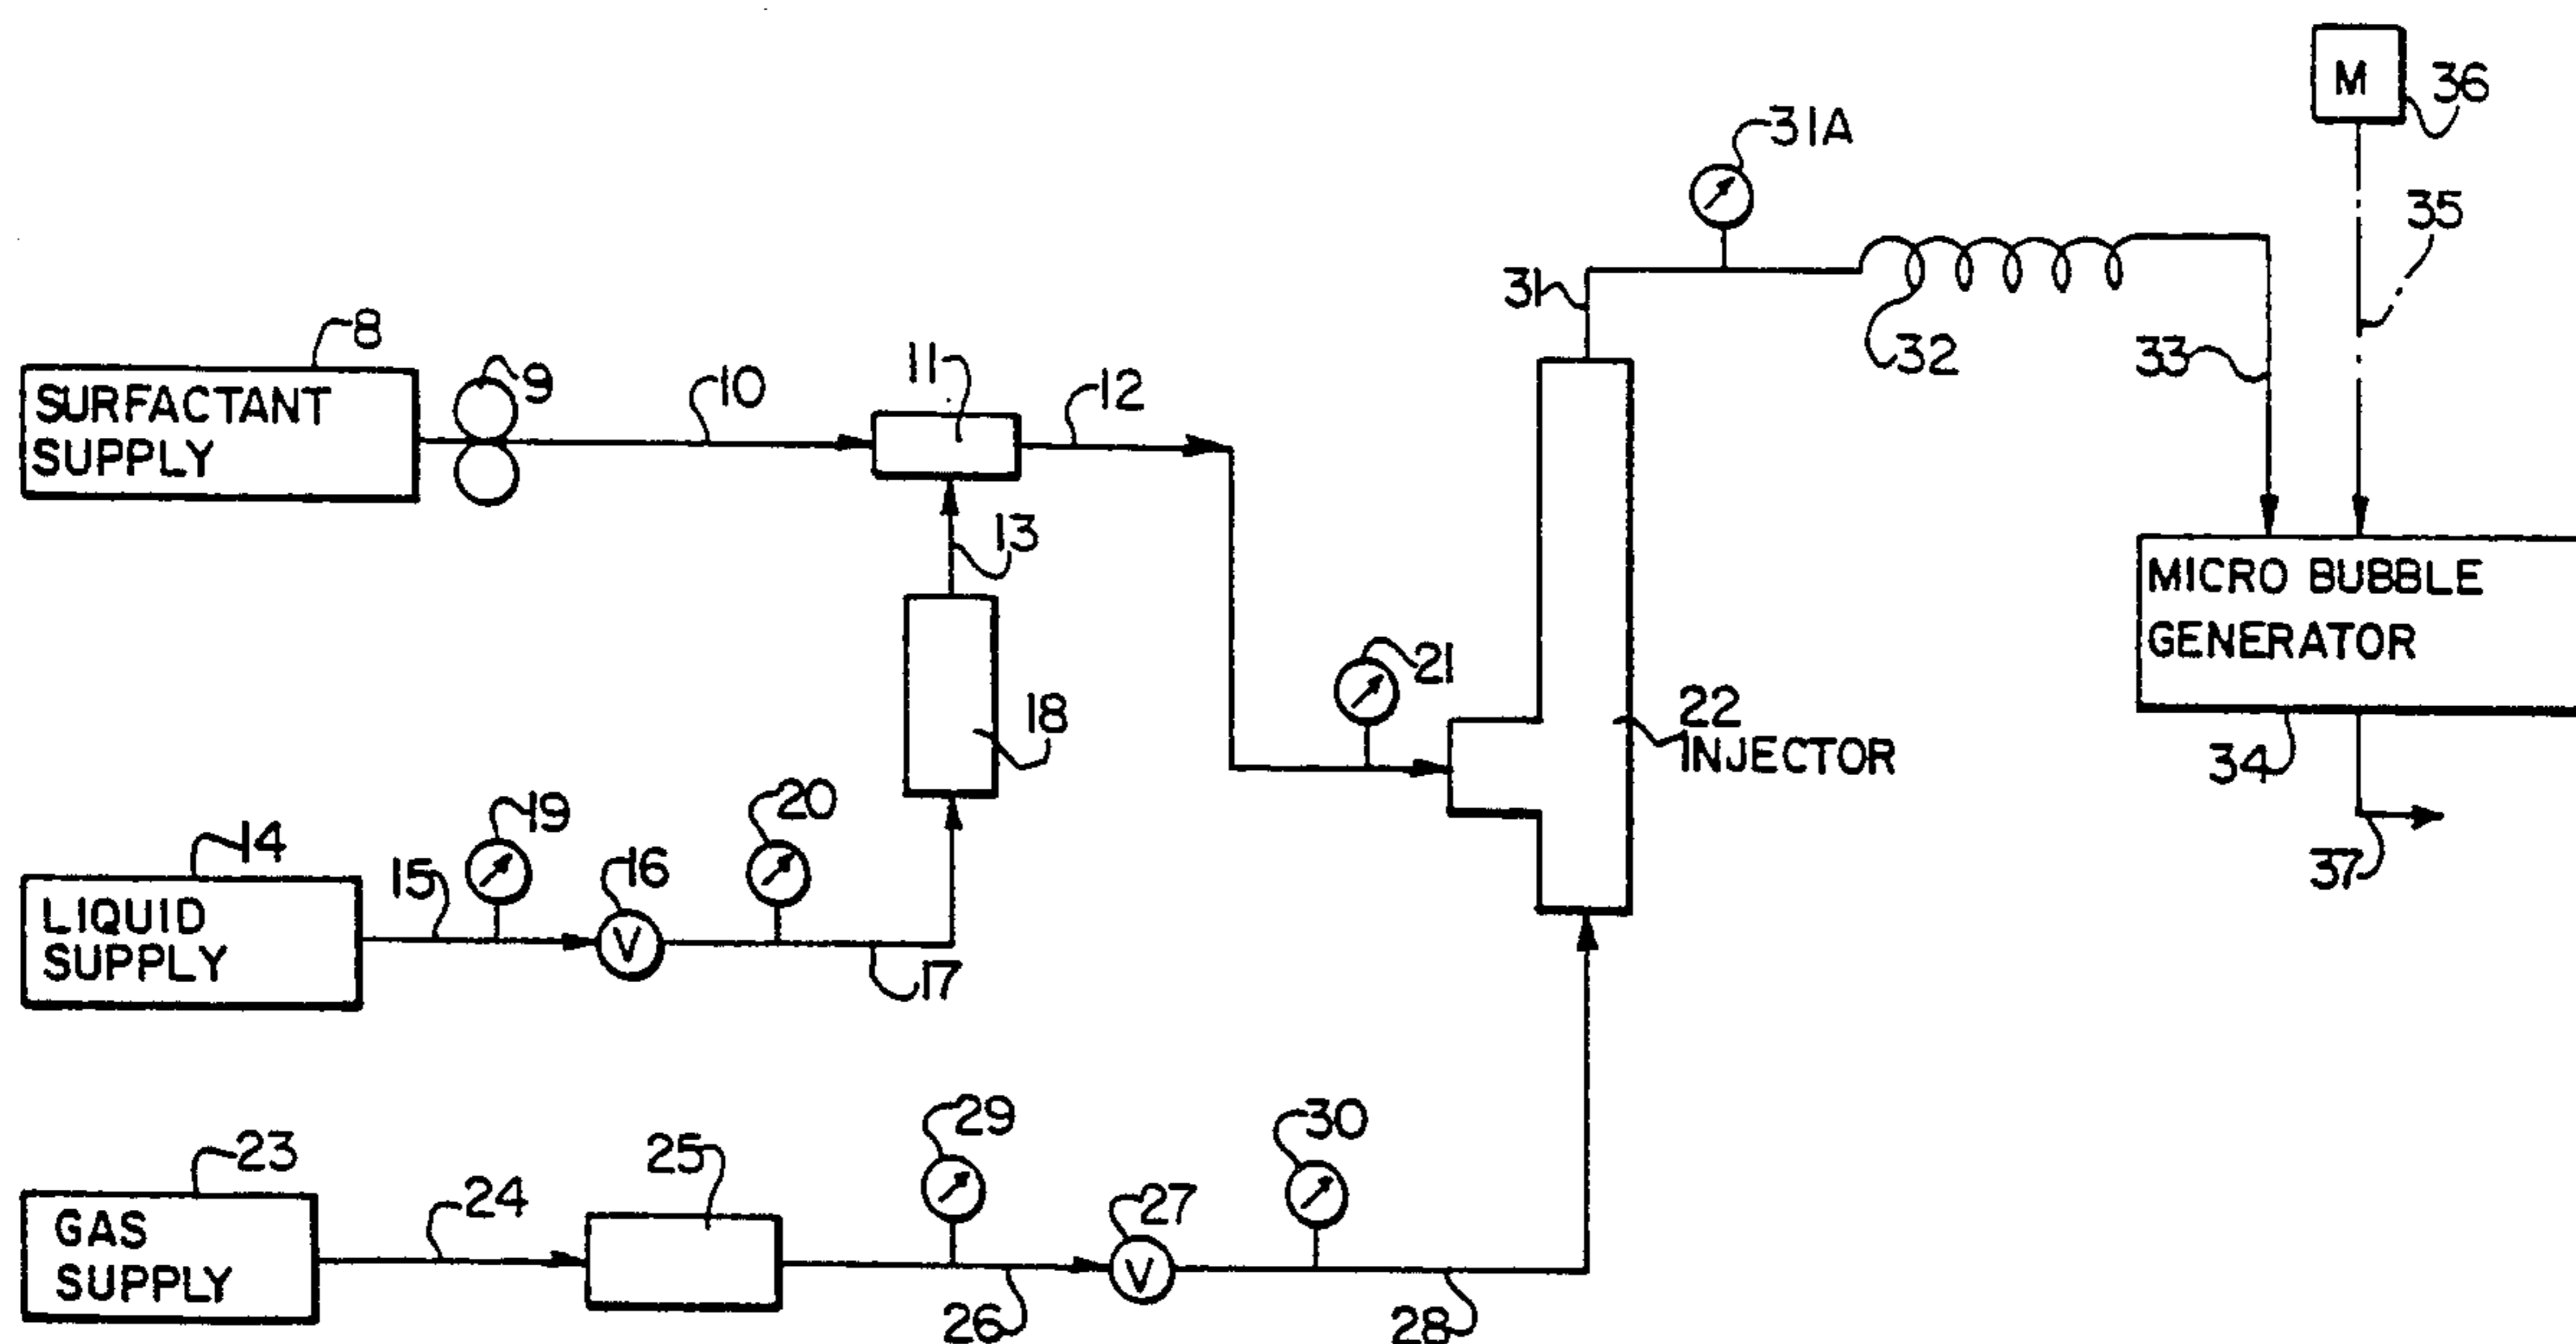 M
36
31A
35
31
32
33
8
SURFACTANT
SUPPLY
9
10
11
12
13
MICRO BUBBLE
GENERATOR
34
37
18
21
22
INJECTOR
14
LIQUID
SUPPLY
15
19
16
V
20
17
23
GAS
SUPPLY
24
25
29
26
27
V
30
28